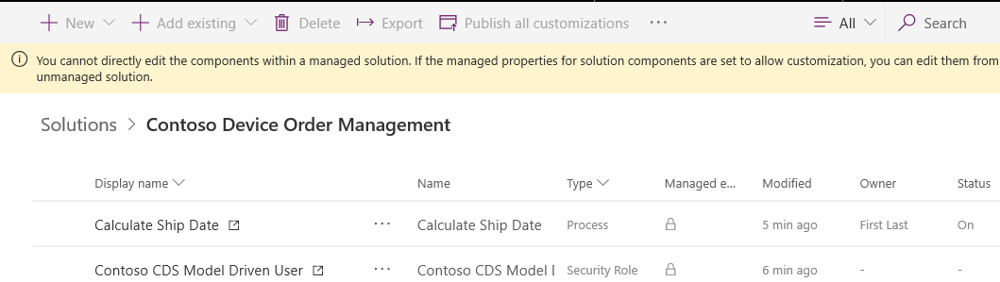 New Add existing Delete Export Publish all customizations ··· All Search
You cannot directly edit the components within a managed solution. If the managed properties for solution components are set to allow customization, you can edit them from
unmanaged solution.
Solutions > Contoso Device Order Management
Display name Name Type Managed e... Modified Owner Status
Calculate Ship Date ··· Calculate Ship Date Process 5 min ago First Last On
Contoso CDS Model Driven User ··· Contoso CDS Model Security Role 6 min ago - -